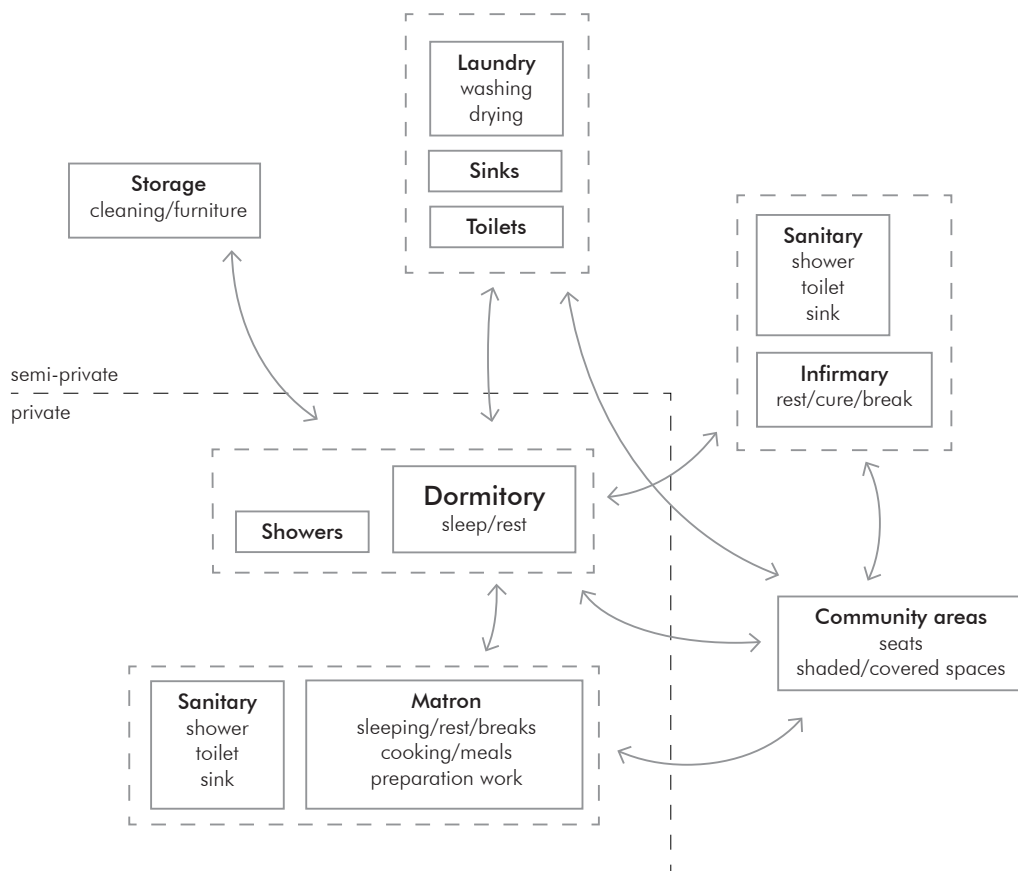 Laundry
washing
drying
Sinks
Toilets
Storage
cleaning/furniture
Sanitary
shower
toilet
sink
Infirmary
rest/cure/break
semi-private
private
Dormitory
sleep/rest
Showers
Community areas
seats
shaded/covered spaces
Sanitary
shower
toilet
sink
Matron
sleeping/rest/breaks
cooking/meals
preparation work